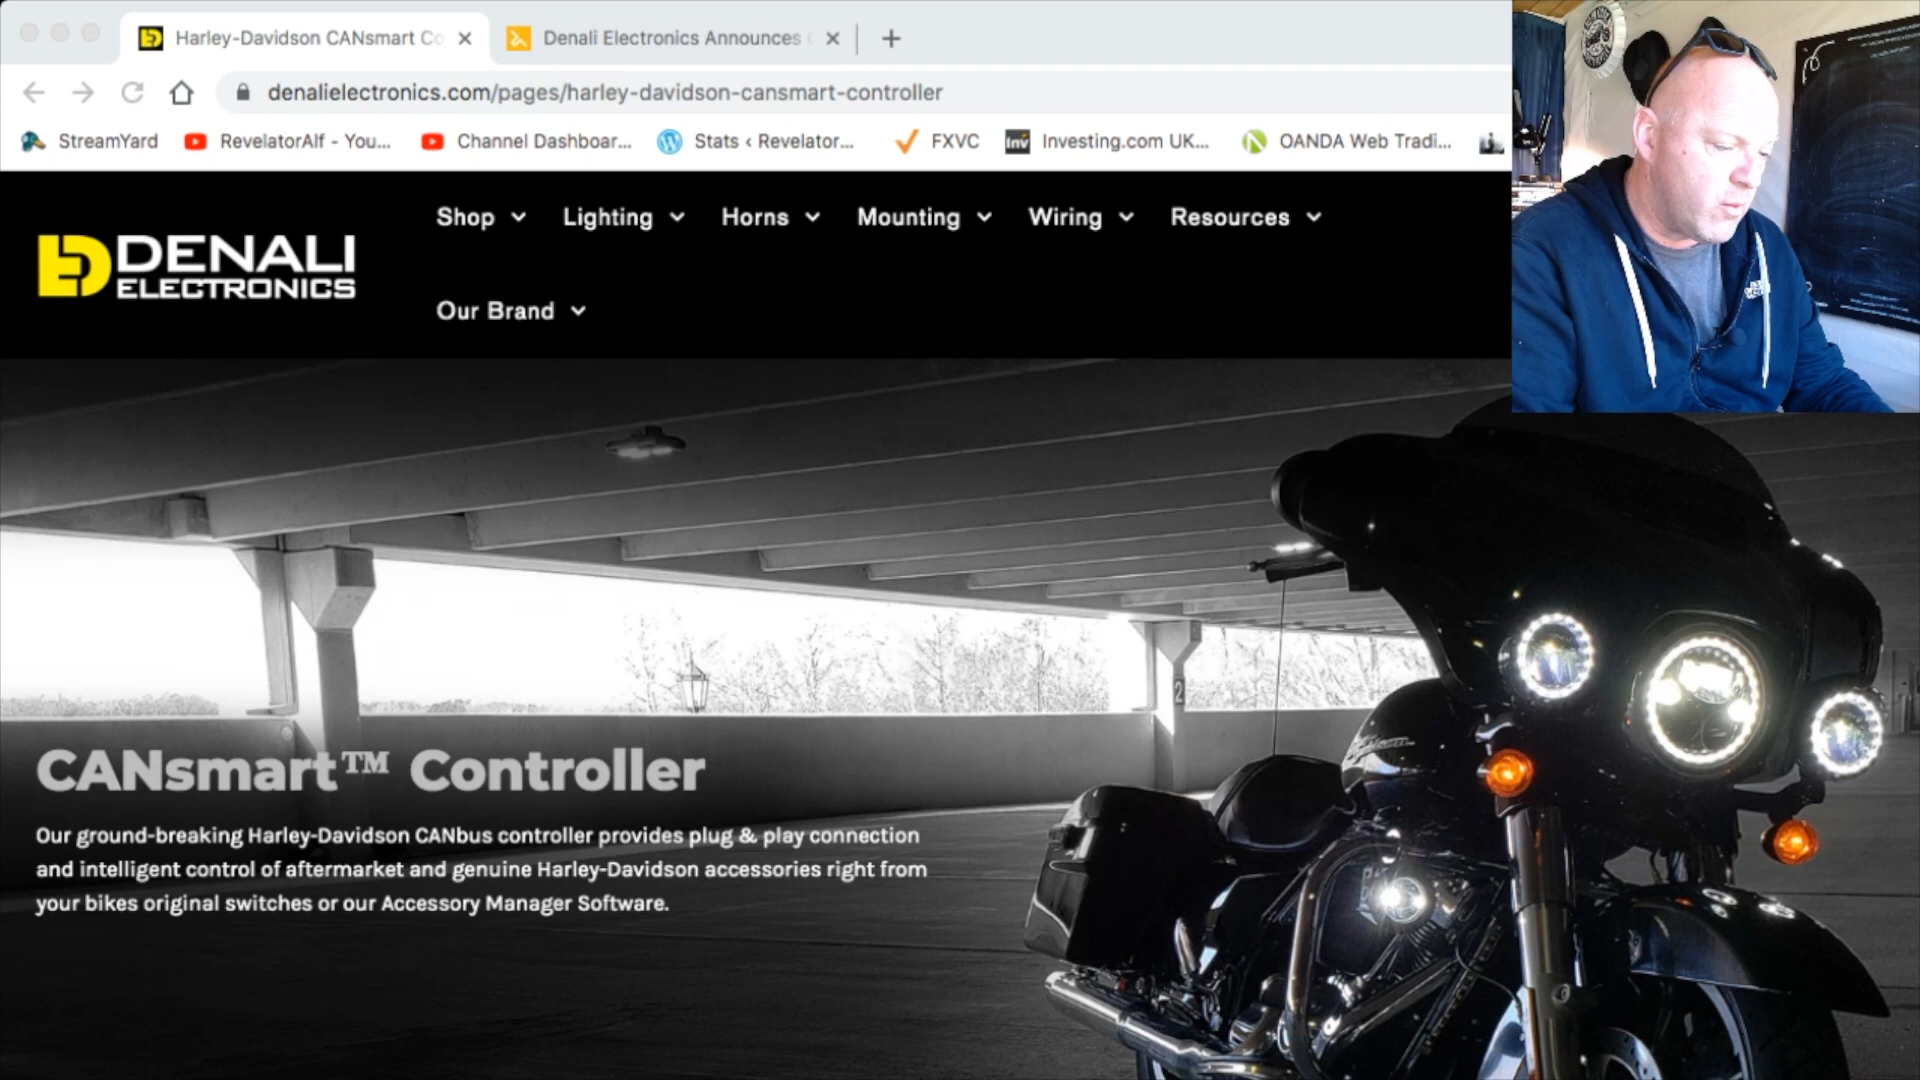 Harley-Davidson CANsmart Co
Denali Electronics Announces
denalielectronics.com/pages/harley-davidson-cansmart-controller
StreamYard
RevelatorAlf - You...
Channel Dashboar...
Stats ‹ Revelator...
FXVC
Inv
Investing.com UK...
OANDA Web Tradi...
DENALI
ELECTRONICS
Shop
Lighting
Horns
Mounting
Wiring
Resources
Our Brand
2
CANsmart™ Controller
Our ground-breaking Harley-Davidson CANbus controller provides plug & play connection
and intelligent control of aftermarket and genuine Harley-Davidson accessories right from
your bikes original switches or our Accessory Manager Software.